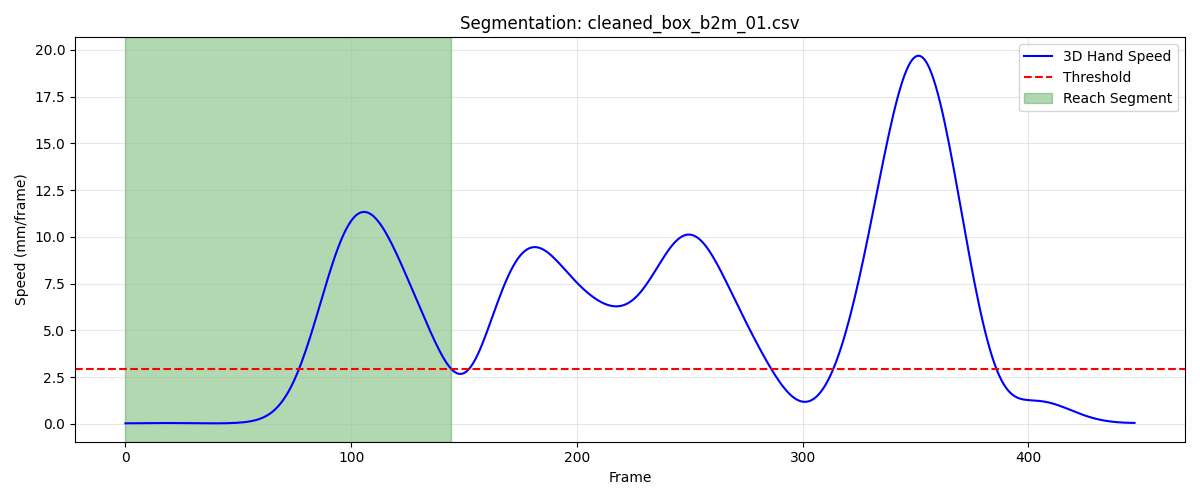 Segmentation: cleaned_box_b2m_01.csv
20.0
17.5
15.0
12.5
10.0
7.5
5.0
2.5
0.0
Speed (mm/frame)
3D Hand Speed
Threshold
Reach Segment
0 100 200 300 400
Frame